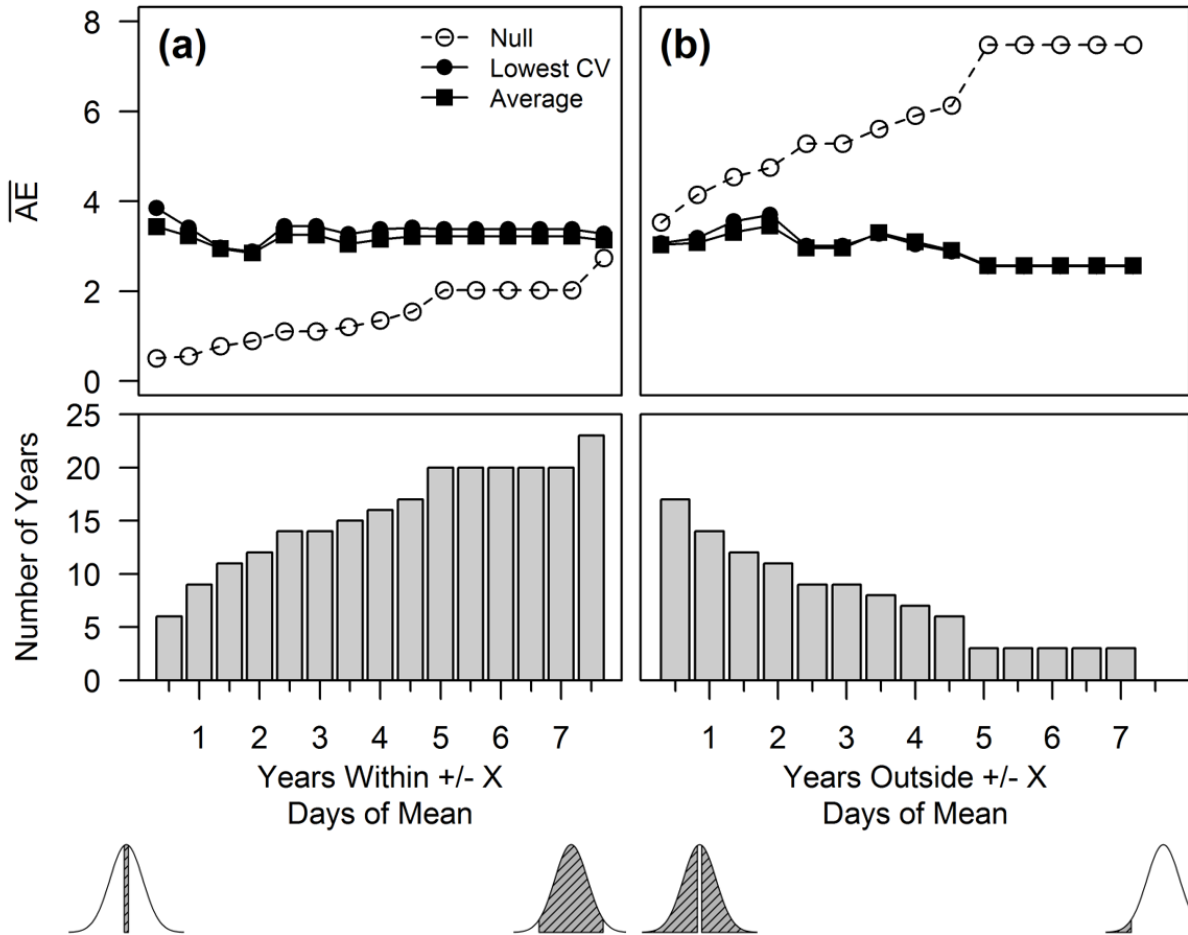 (a)
Null
Lowest CV
Average
(b)
AE
8
6
4
2
0
Number of Years
25
20
15
10
5
0
1 2 3 4 5 6 7
Years Within +/- X
Days of Mean
1 2 3 4 5 6 7
Years Outside +/- X
Days of Mean